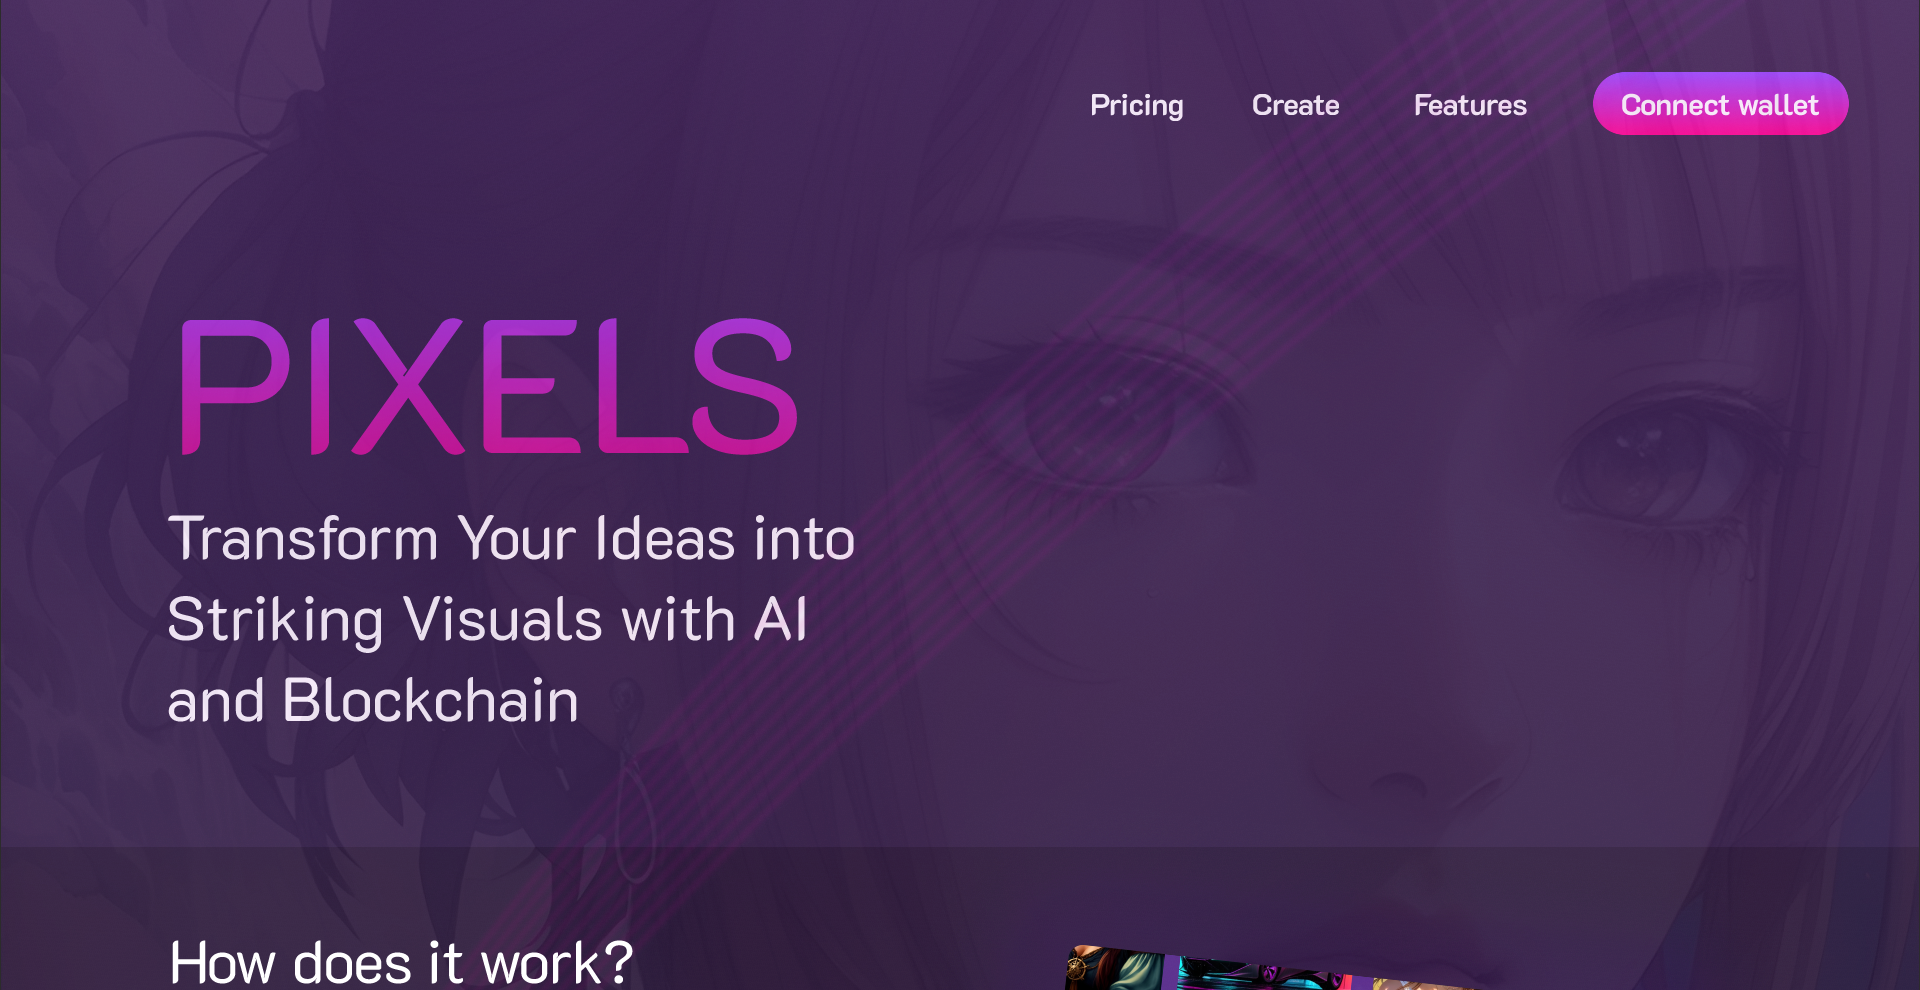 Pricing Create Features Connect wallet
PIXELS
Transform Your Ideas into
Striking Visuals with AI
and Blockchain
How does it work?